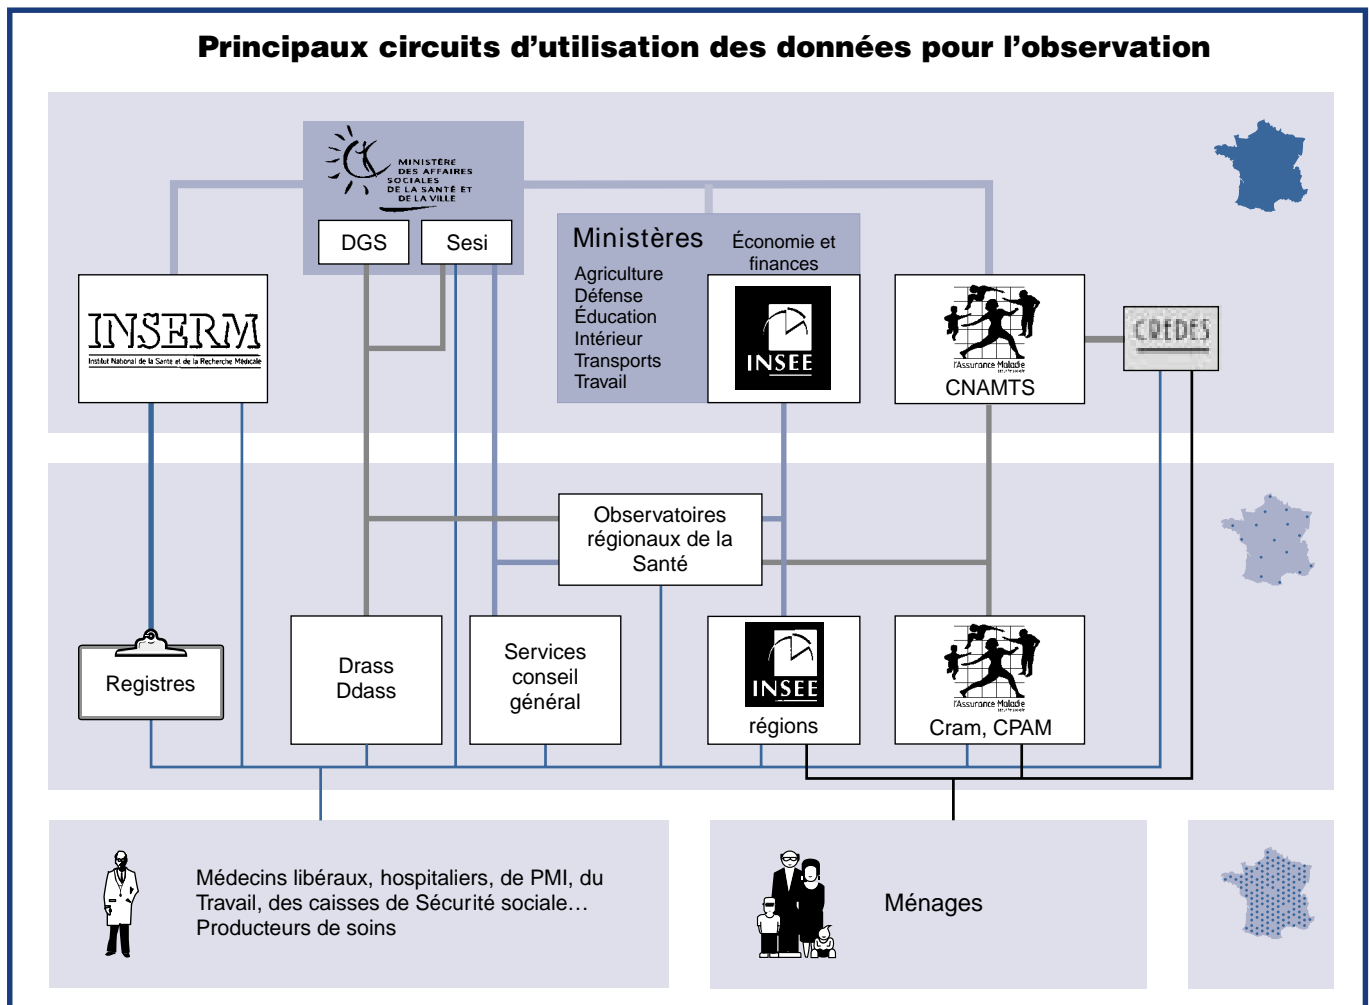 Principaux circuits d’utilisation des données pour l’observation
MINISTÈRE
DES AFFAIRES
SOCIALES
DE LA SANTÉ ET
DE LA VILLE
DGS
Sesi
Ministères
Économie et
finances
Agriculture
Défense
Éducation
Intérieur
Transports
Travail
INSERM
Institut National de la Santé et de la Recherche Médicale
INSEE
l'Assurance Maladie
sécurité sociale
CNAMTS
CREDES
Observatoires
régionaux de la
Santé
Registres
Drass
Ddass
Services
conseil
général
INSEE
régions
l'Assurance Maladie
sécurité sociale
Cram, CPAM
Médecins libéraux, hospitaliers, de PMI, du
Travail, des caisses de Sécurité sociale…
Producteurs de soins
Ménages